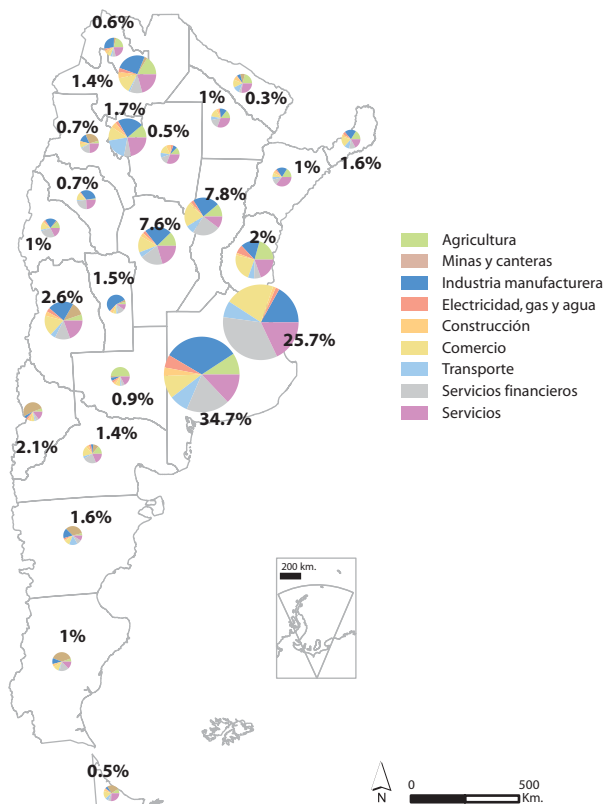 0.6%
1.4%
0.3%
1.7%
1%
0.7%
0.5%
1.6%
1%
0.7%
7.8%
7.6%
2%
1%
1.5%
2.6%
25.7%
0.9%
34.7%
2.1%
1.4%
1.6%
1%
0.5%
Agricultura
Minas y canteras
Industria manufacturera
Electricidad, gas y agua
Construcción
Comercio
Transporte
Servicios financieros
Servicios
200 km.
N
0 500
Km.